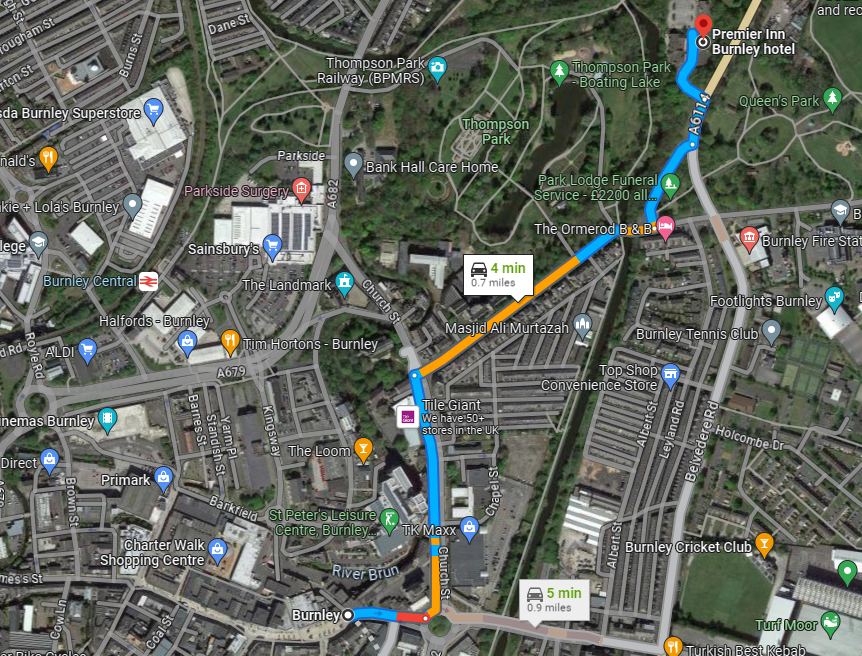 Dane St
Burns St
Thompson Park
Railway (BPMRS)
Thompson Park
- Boating Lake
Premier Inn
Burnley hotel
and rec
sda Burnley Superstore
Thompson
Park
A6114
Queen's Park
nald's
Parkside
Bank Hall Care Home
Parkside Surgery
A682
Park Lodge Funeral
Service - £2200 all...
kie + Lola's Burnley
The Ormerod B & B
B
lege
Sainsbury's
Burnley Fire Stat
4 min
0.7 miles
Burnley Central
The Landmark
Church St
Footlights Burnley
Halfords - Burnley
Masjid Ali Murtazah
Burnley Tennis Club
Royle Rd
Tim Hortons - Burnley
ALDI
A679
Top Shop
Convenience Store
Tile Giant
We have 50+
stores in the UK
inemas Burnley
Barnes St
Standish St
Yarm Pl
Kingsway
Albert St
Leyland Rd
Belvedere Rd
Holcombe Dr
The Loom
Direct
Primark
Brown St
Barkfield
Chapel St
St Peter's Leisure
Centre, Burnley...
TK Maxx
Albert St
Charter Walk
Shopping Centre
Burnley Cricket Club
River Brun
Church St
mes's St
5 min
0.9 miles
Cow Ln
Coal St
Burnley
Turf Moor
Turkish Best Kebab